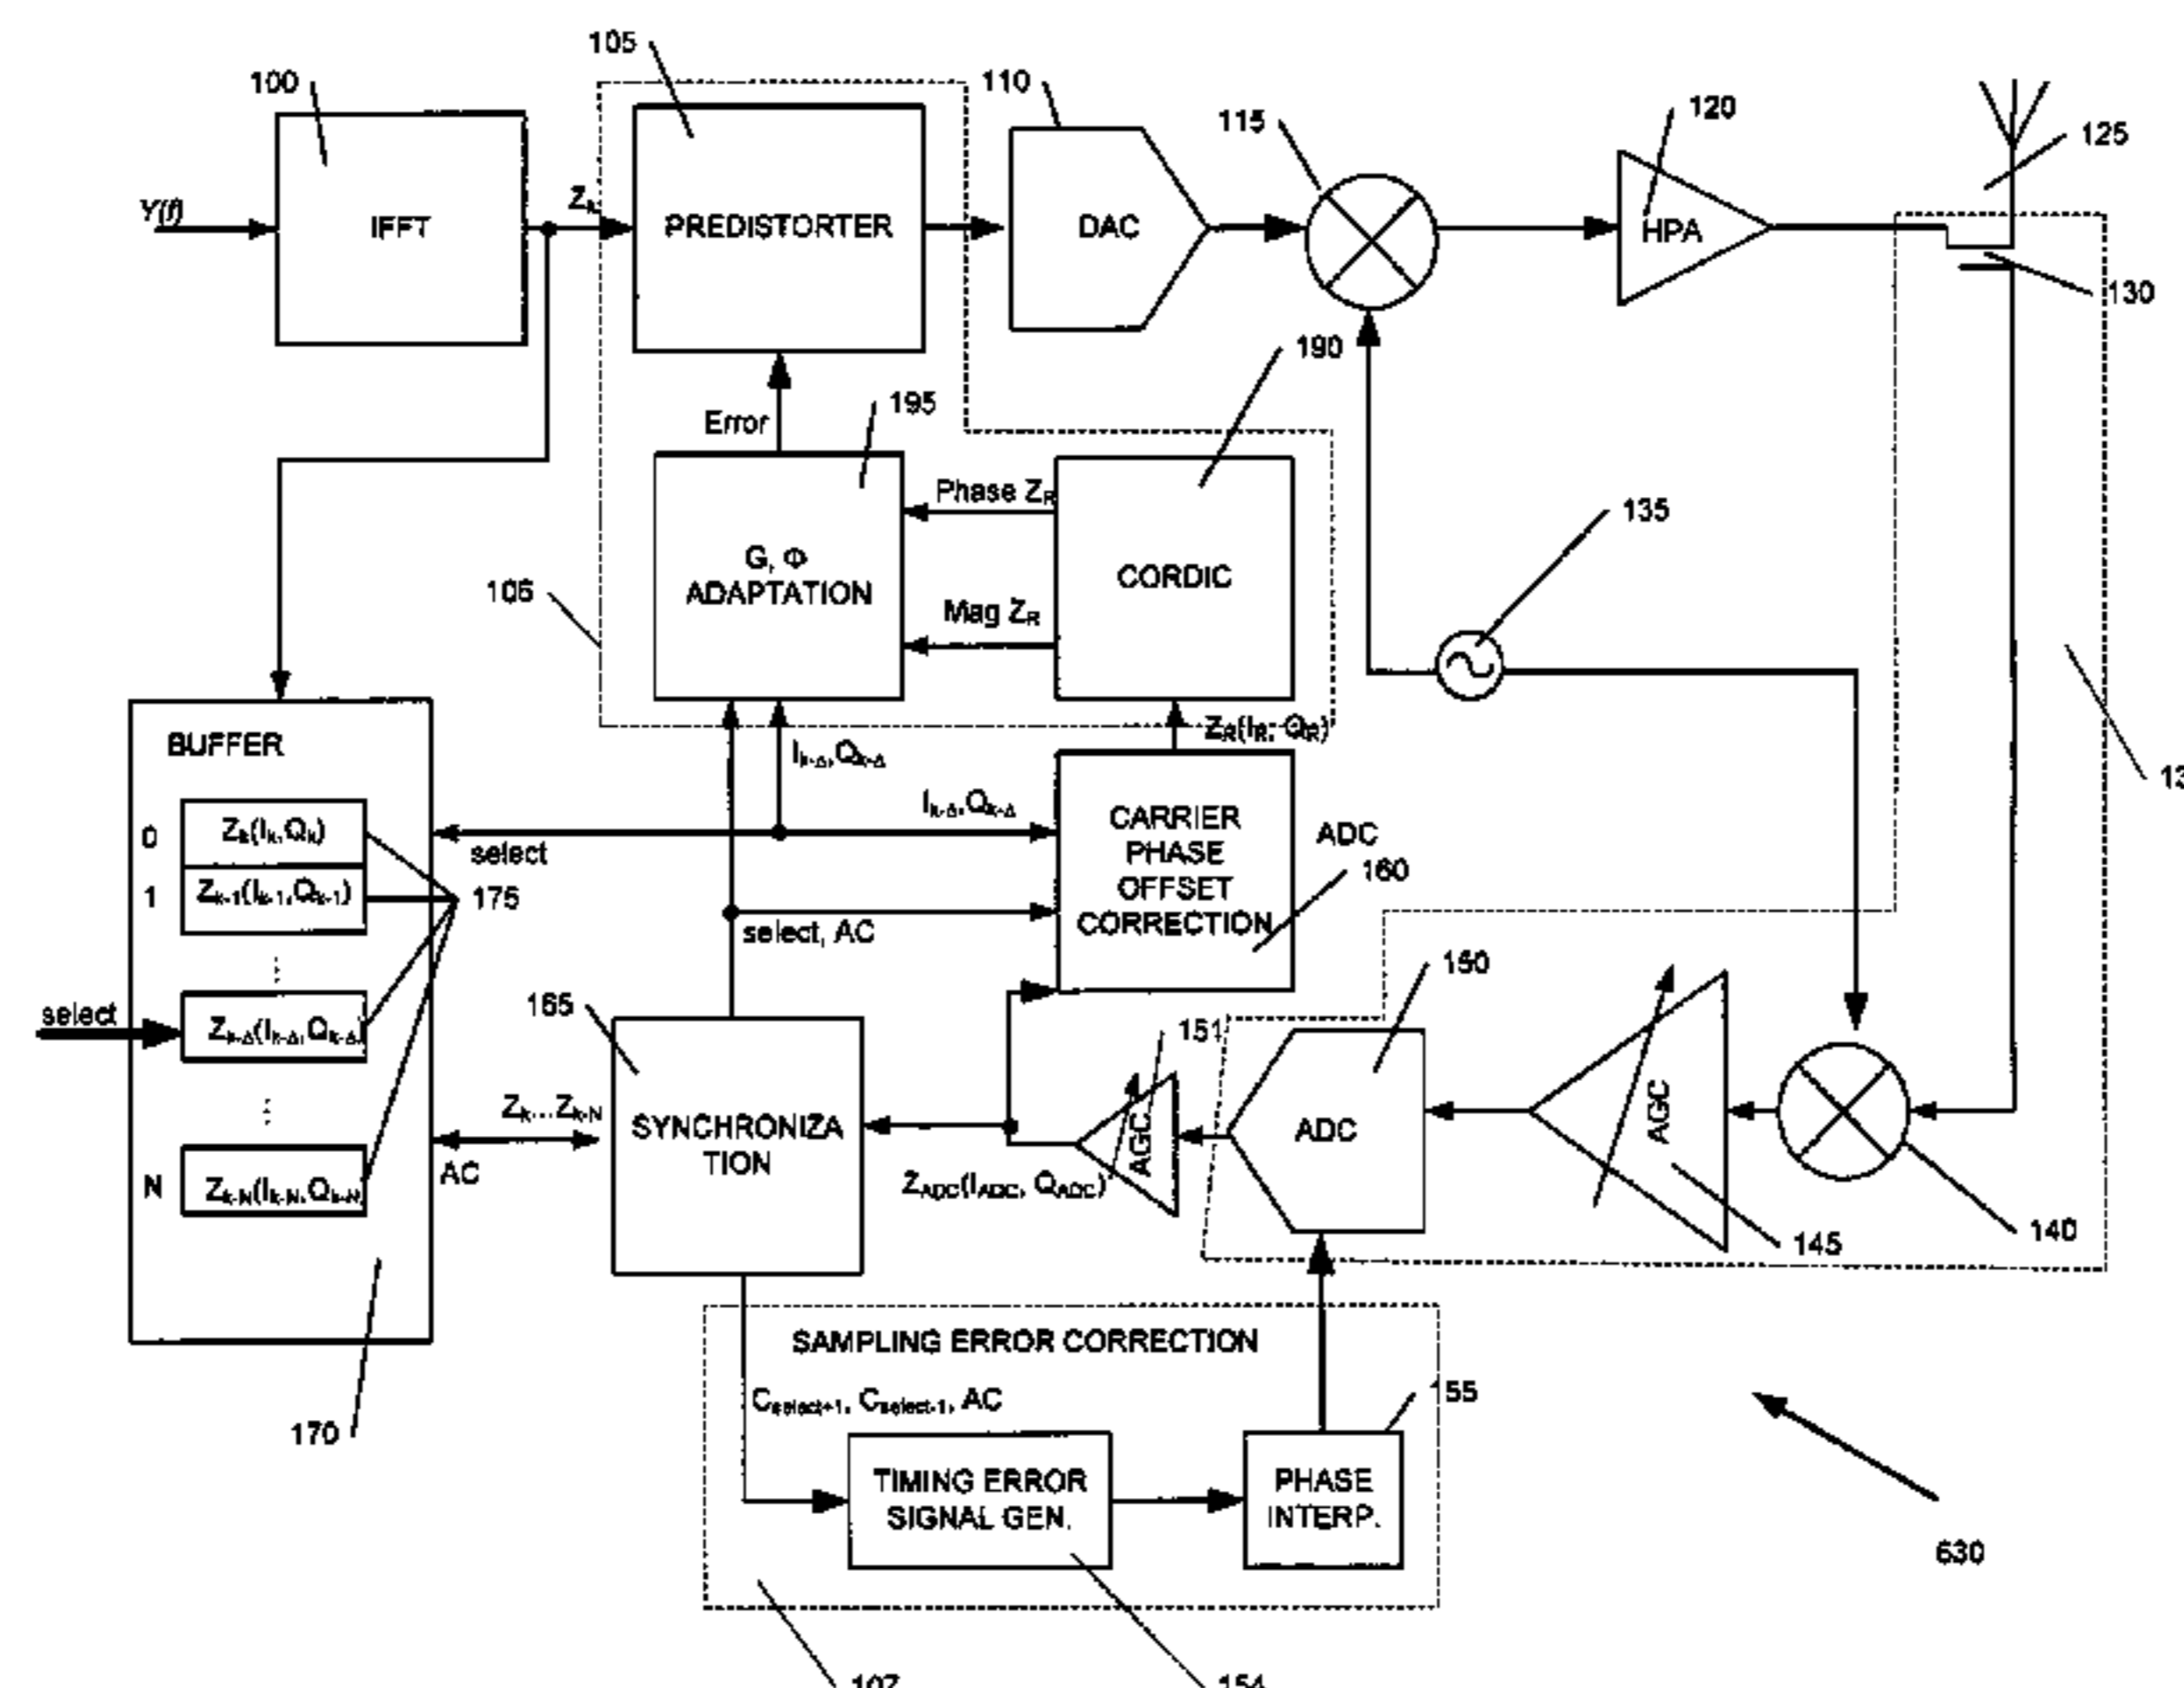 105
100
110
115
120
125
Y(f)
IFFT
Zk
PREDISTORTER
DAC
HPA
130
190
Error
195
Phase ZR
135
G, Φ
ADAPTATION
CORDIC
106
Mag ZR
ZR(IR, QR)
BUFFER
Ik-Δ,Qk-Δ
Ik-Δ,Qk-Δ
CARRIER
PHASE
OFFSET
CORRECTION
ADC
160
0
Zk(Ik,Qk)
select
1
Zk-1(Ik-1,Qk-1)
175
select, AC
150
165
151
select
Zk-Δ(Ik-Δ,Qk-Δ)
Zk...Zk-N
SYNCHRONIZA
TION
AGC
ADC
AGC
N
Zk-N(Ik-N,Qk-N)
AC
ZADC(IADC, QADC)
140
145
SAMPLING ERROR CORRECTION
Cselect+1, Cselect-1, AC
155
170
TIMING ERROR
SIGNAL GEN.
PHASE
INTERP.
630
107
154